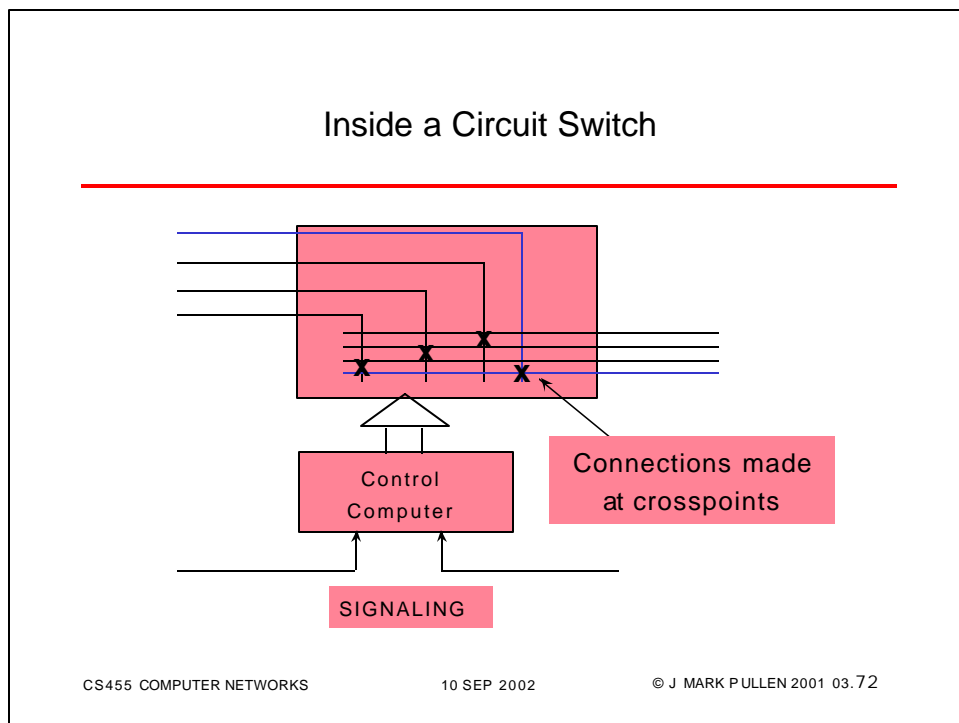 Inside a Circuit Switch
X
X
X
X
Connections made
at crosspoints
Control
Computer
SIGNALING
CS455 COMPUTER NETWORKS 10 SEP 2002 © J MARK PULLEN 2001 03.72